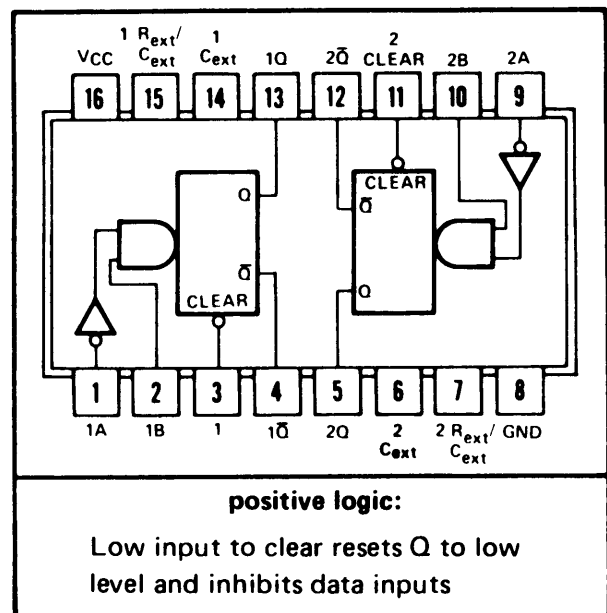 1 Rext/ Cext
1 Cext
2 CLEAR
VCC 1Q 2Q̅ 2B 2A
16 15 14 13 12 11 10 9
CLEAR
Q Q̅
Q̅ Q
CLEAR
1 2 3 4 5 6 7 8
1A 1B 1 1Q̅ 2Q 2 Cext 2 Rext/ Cext GND
positive logic:
Low input to clear resets Q to low
level and inhibits data inputs